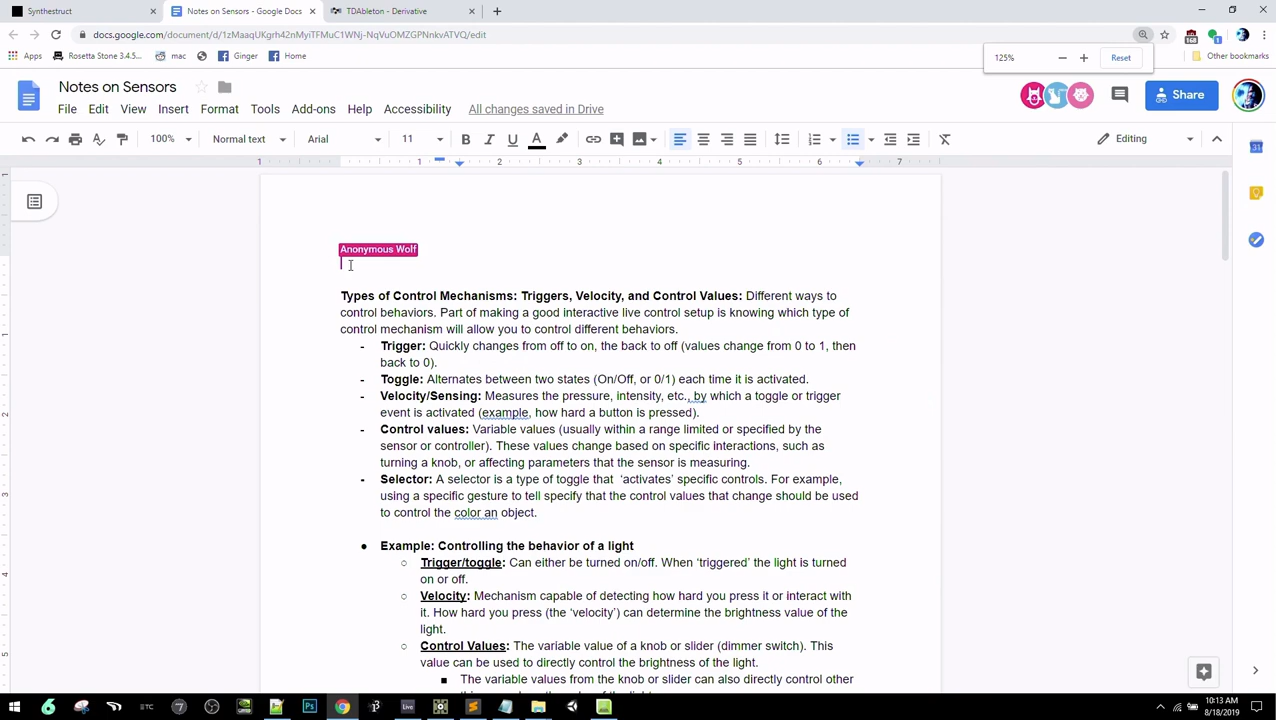 Synthestruct
Notes on Sensors - Google Docs
TDAbleton - Derivative
docs.google.com/document/d/1zMaaqUKgrh42nMyiTFMuC1WNj-NqVuOMZGPNnkvATVQ/edit
Apps
Rosetta Stone 3.4.5...
mac
Ginger
Home
Other bookmarks
125%
Reset
Notes on Sensors
File Edit View Insert Format Tools Add-ons Help Accessibility All changes saved in Drive
Share
100% Normal text Arial 11 Editing
1 1 2 3 4 5 6 7
Anonymous Wolf
Types of Control Mechanisms: Triggers, Velocity, and Control Values: Different ways to
control behaviors. Part of making a good interactive live control setup is knowing which type of
control mechanism will allow you to control different behaviors.
- Trigger: Quickly changes from off to on, the back to off (values change from 0 to 1, then
back to 0).
- Toggle: Alternates between two states (On/Off, or 0/1) each time it is activated.
- Velocity/Sensing: Measures the pressure, intensity, etc., by which a toggle or trigger
event is activated (example, how hard a button is pressed).
- Control values: Variable values (usually within a range limited or specified by the
sensor or controller). These values change based on specific interactions, such as
turning a knob, or affecting parameters that the sensor is measuring.
- Selector: A selector is a type of toggle that ‘activates’ specific controls. For example,
using a specific gesture to tell specify that the control values that change should be used
to control the color an object.
● Example: Controlling the behavior of a light
○ Trigger/toggle: Can either be turned on/off. When ‘triggered’ the light is turned
on or off.
○ Velocity: Mechanism capable of detecting how hard you press it or interact with
it. How hard you press (the ‘velocity’) can determine the brightness value of the
light.
○ Control Values: The variable value of a knob or slider (dimmer switch). This
value can be used to directly control the brightness of the light.
■ The variable values from the knob or slider can also directly control other
10:13 AM
8/18/2019